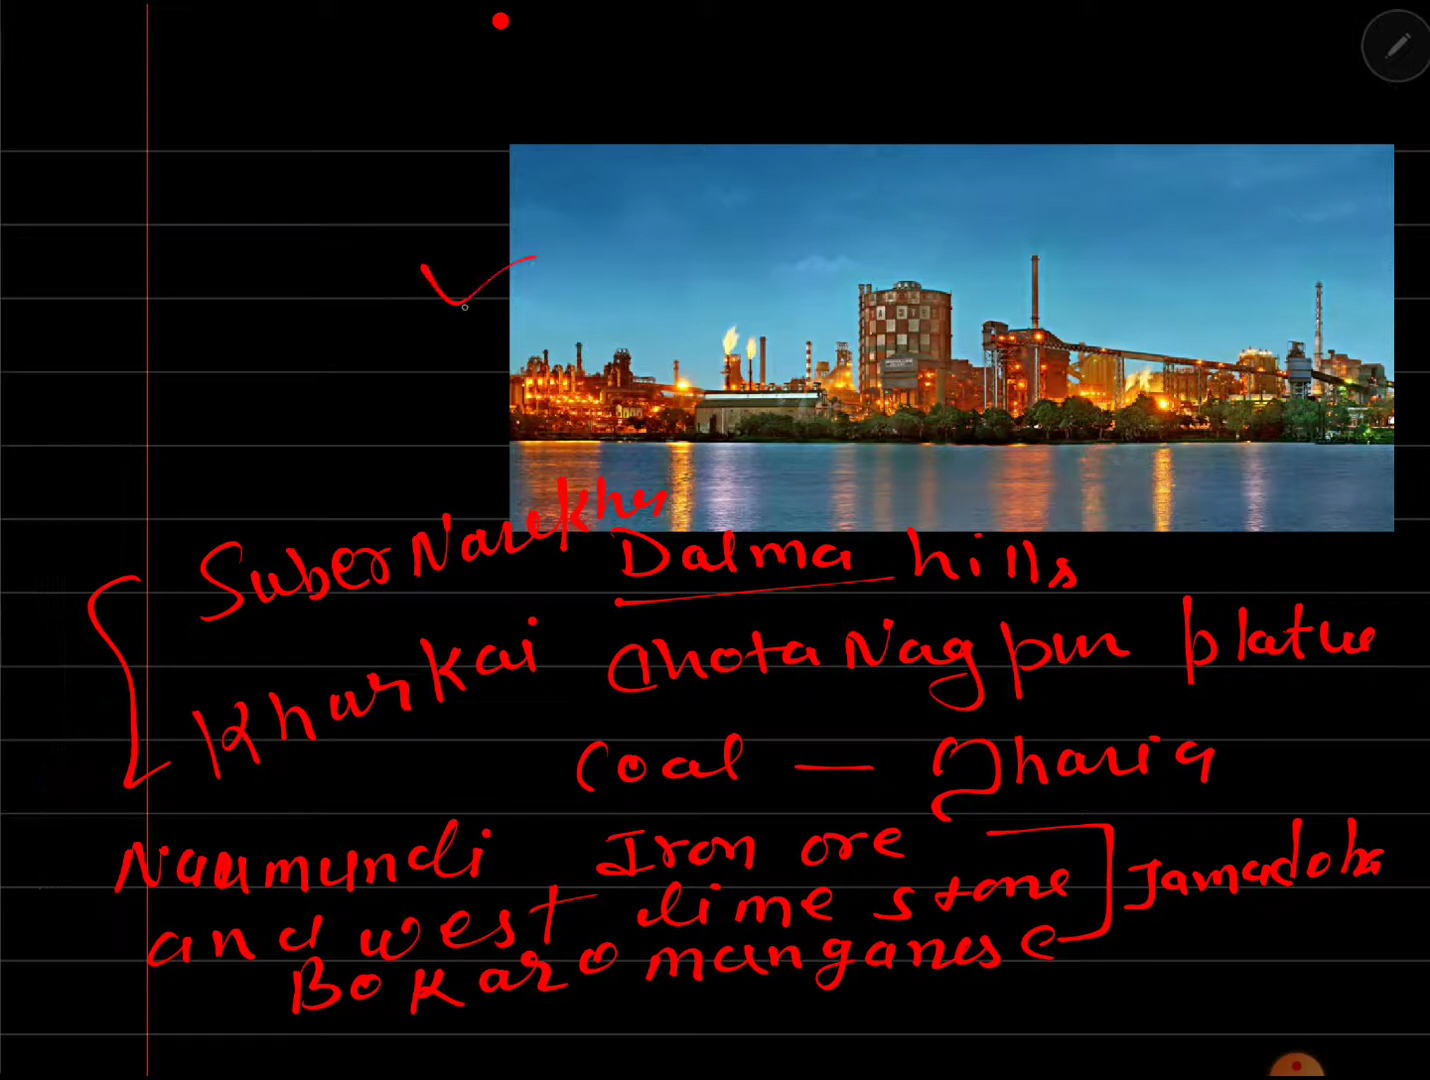 SuberNarekha
Dalma hills
Kharkai
Chota Nagpur platue
Coal — Jharia
Naumundi
Iron ore
Jamadoba
and west
lime stone
Bokaro
manganese